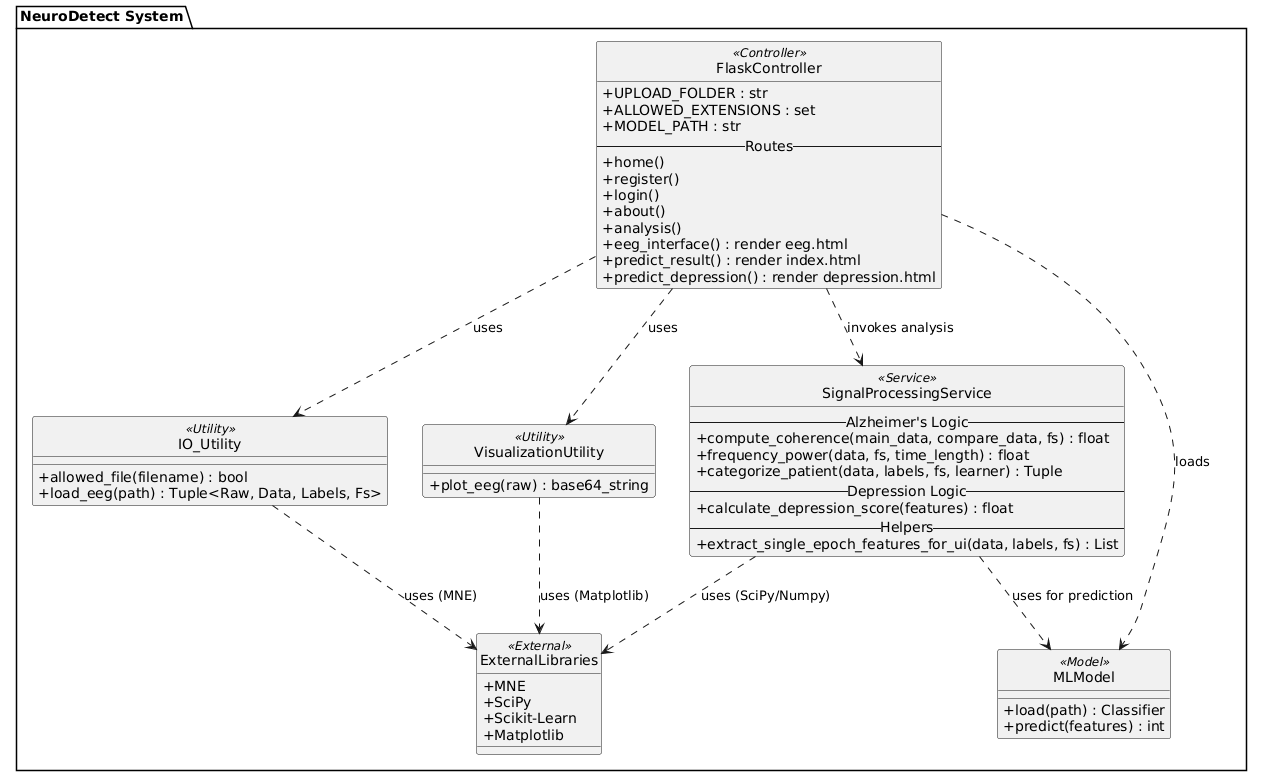 NeuroDetect System
«Controller»
FlaskController
+UPLOAD_FOLDER : str
+ALLOWED_EXTENSIONS : set
+MODEL_PATH : str
Routes
+home()
+register()
+login()
+about()
+analysis()
+eeg_interface() : render eeg.html
+predict_result() : render index.html
+predict_depression() : render depression.html
uses
uses
invokes analysis
loads
«Utility»
IO_Utility
+allowed_file(filename) : bool
+load_eeg(path) : Tuple<Raw, Data, Labels, Fs>
«Utility»
VisualizationUtility
+plot_eeg(raw) : base64_string
«Service»
SignalProcessingService
Alzheimer's Logic
+compute_coherence(main_data, compare_data, fs) : float
+frequency_power(data, fs, time_length) : float
+categorize_patient(data, labels, fs, learner) : Tuple
Depression Logic
+calculate_depression_score(features) : float
Helpers
+extract_single_epoch_features_for_ui(data, labels, fs) : List
uses (MNE)
uses (Matplotlib)
uses (SciPy/Numpy)
uses for prediction
«External»
ExternalLibraries
+MNE
+SciPy
+Scikit-Learn
+Matplotlib
«Model»
MLModel
+load(path) : Classifier
+predict(features) : int